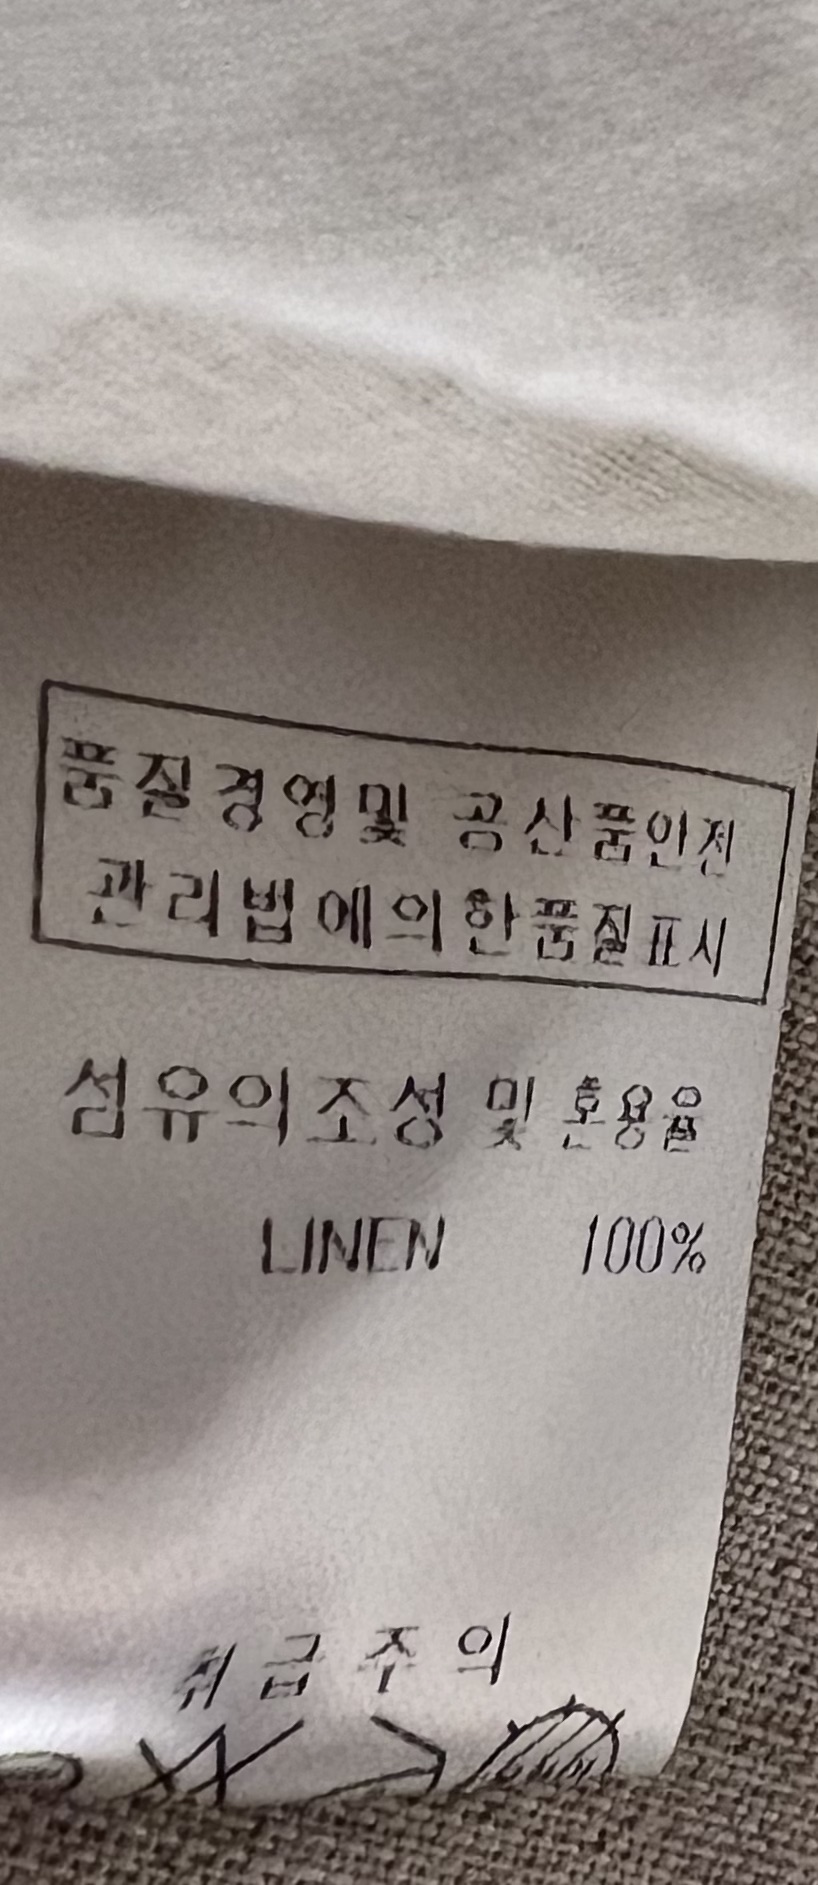 품질경영및 공산품안전
관리법에의한품질표시
섬유의조성 및 혼용율
LINEN 100%
취급주의